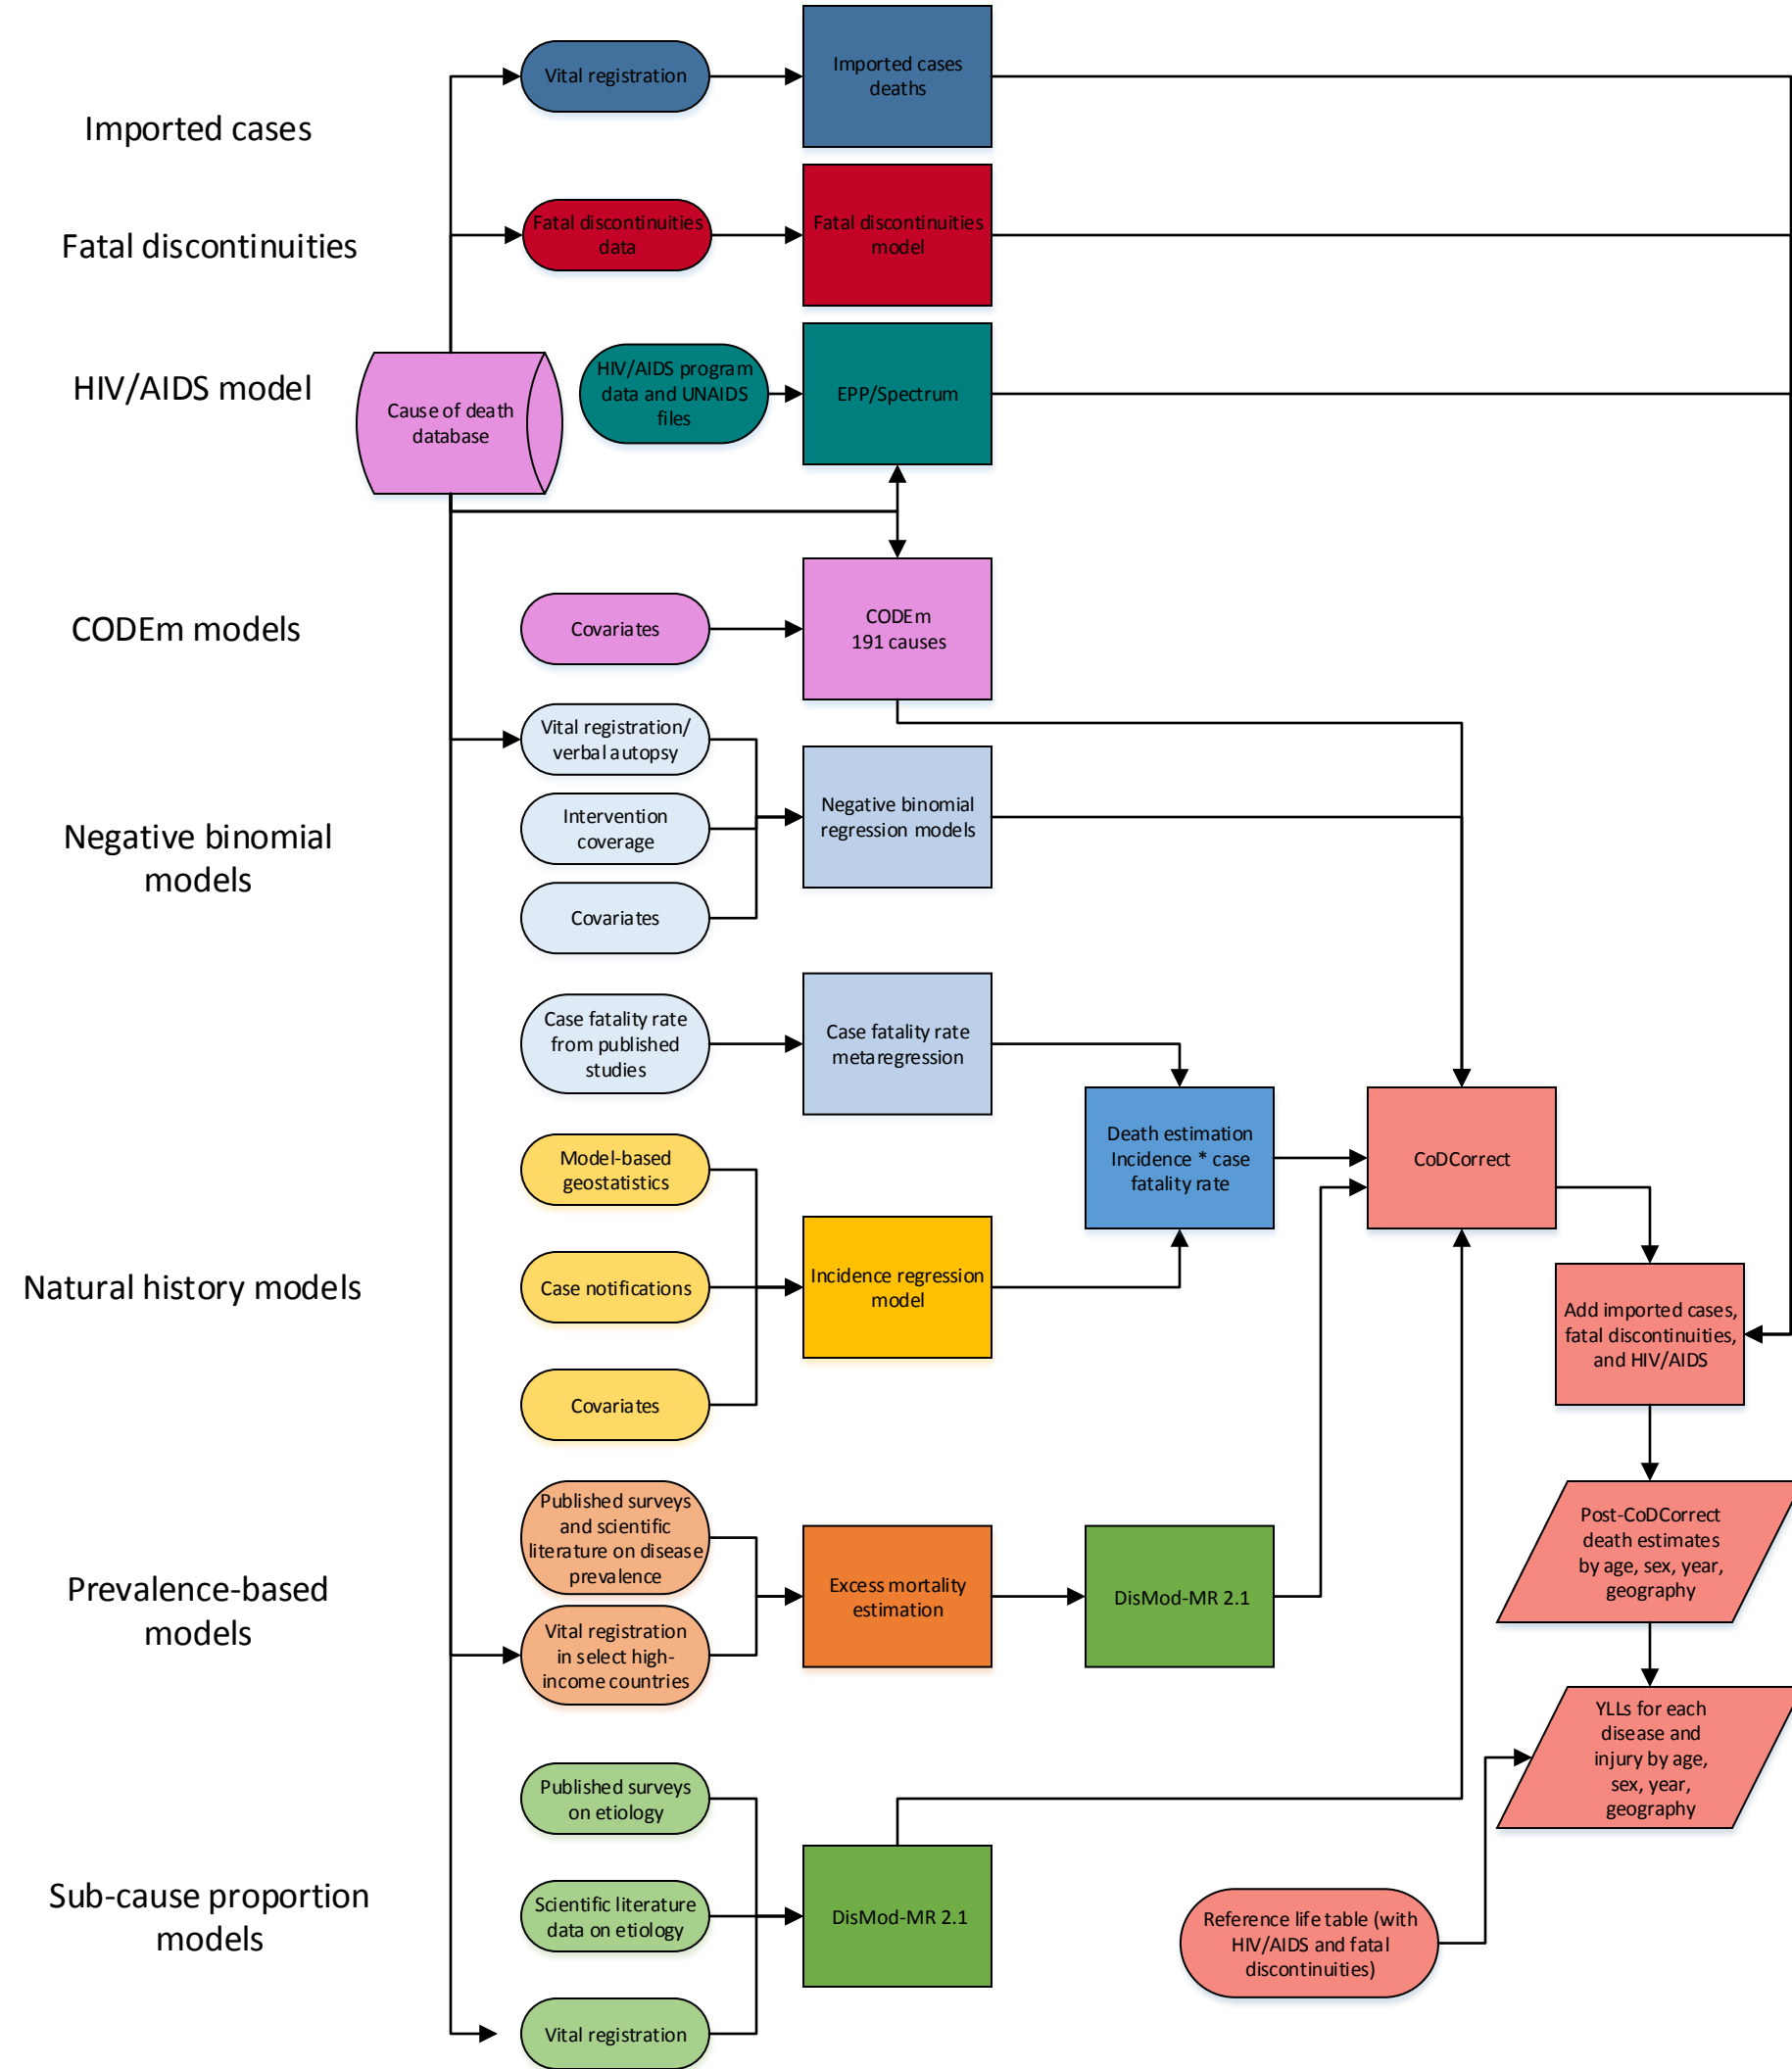 Imported cases
Vital registration
Imported cases
deaths
Fatal discontinuities
Fatal discontinuities
data
Fatal discontinuities
model
HIV/AIDS model
Cause of death
database
HIV/AIDS program
data and UNAIDS
files
EPP/Spectrum
CODEm models
Covariates
CODEm
191 causes
Negative binomial
models
Vital registration/
verbal autopsy
Intervention
coverage
Covariates
Negative binomial
regression models
Natural history models
Case fatality rate
from published
studies
Case fatality rate
metaregression
Model-based
geostatistics
Case notifications
Covariates
Incidence regression
model
Death estimation
Incidence * case
fatality rate
CoDCorrect
Add imported cases,
fatal discontinuities,
and HIV/AIDS
Prevalence-based
models
Published surveys
and scientific
literature on disease
prevalence
Vital registration
in select high-
income countries
Excess mortality
estimation
DisMod-MR 2.1
Post-CoDCorrect
death estimates
by age, sex, year,
geography
YLLs for each
disease and
injury by age,
sex, year,
geography
Sub-cause proportion
models
Published surveys
on etiology
Scientific literature
data on etiology
Vital registration
DisMod-MR 2.1
Reference life table (with
HIV/AIDS and fatal
discontinuities)